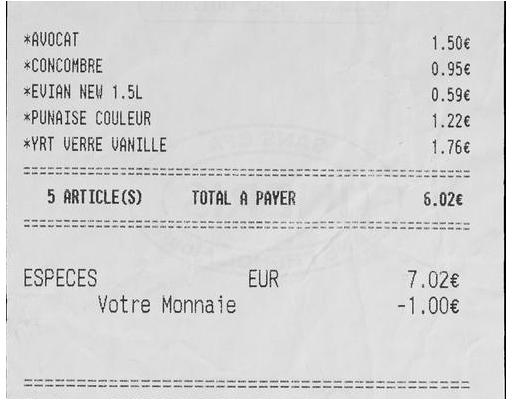 *AVOCAT 1.50€
*CONCOMBRE 0.95€
*EVIAN NEW 1.5L 0.59€
*PUNAISE COULEUR 1.22€
*YRT VERRE VANILLE 1.76€
5 ARTICLE(S) TOTAL A PAYER 6.02€
ESPECES EUR 7.02€
Votre Monnaie -1.00€